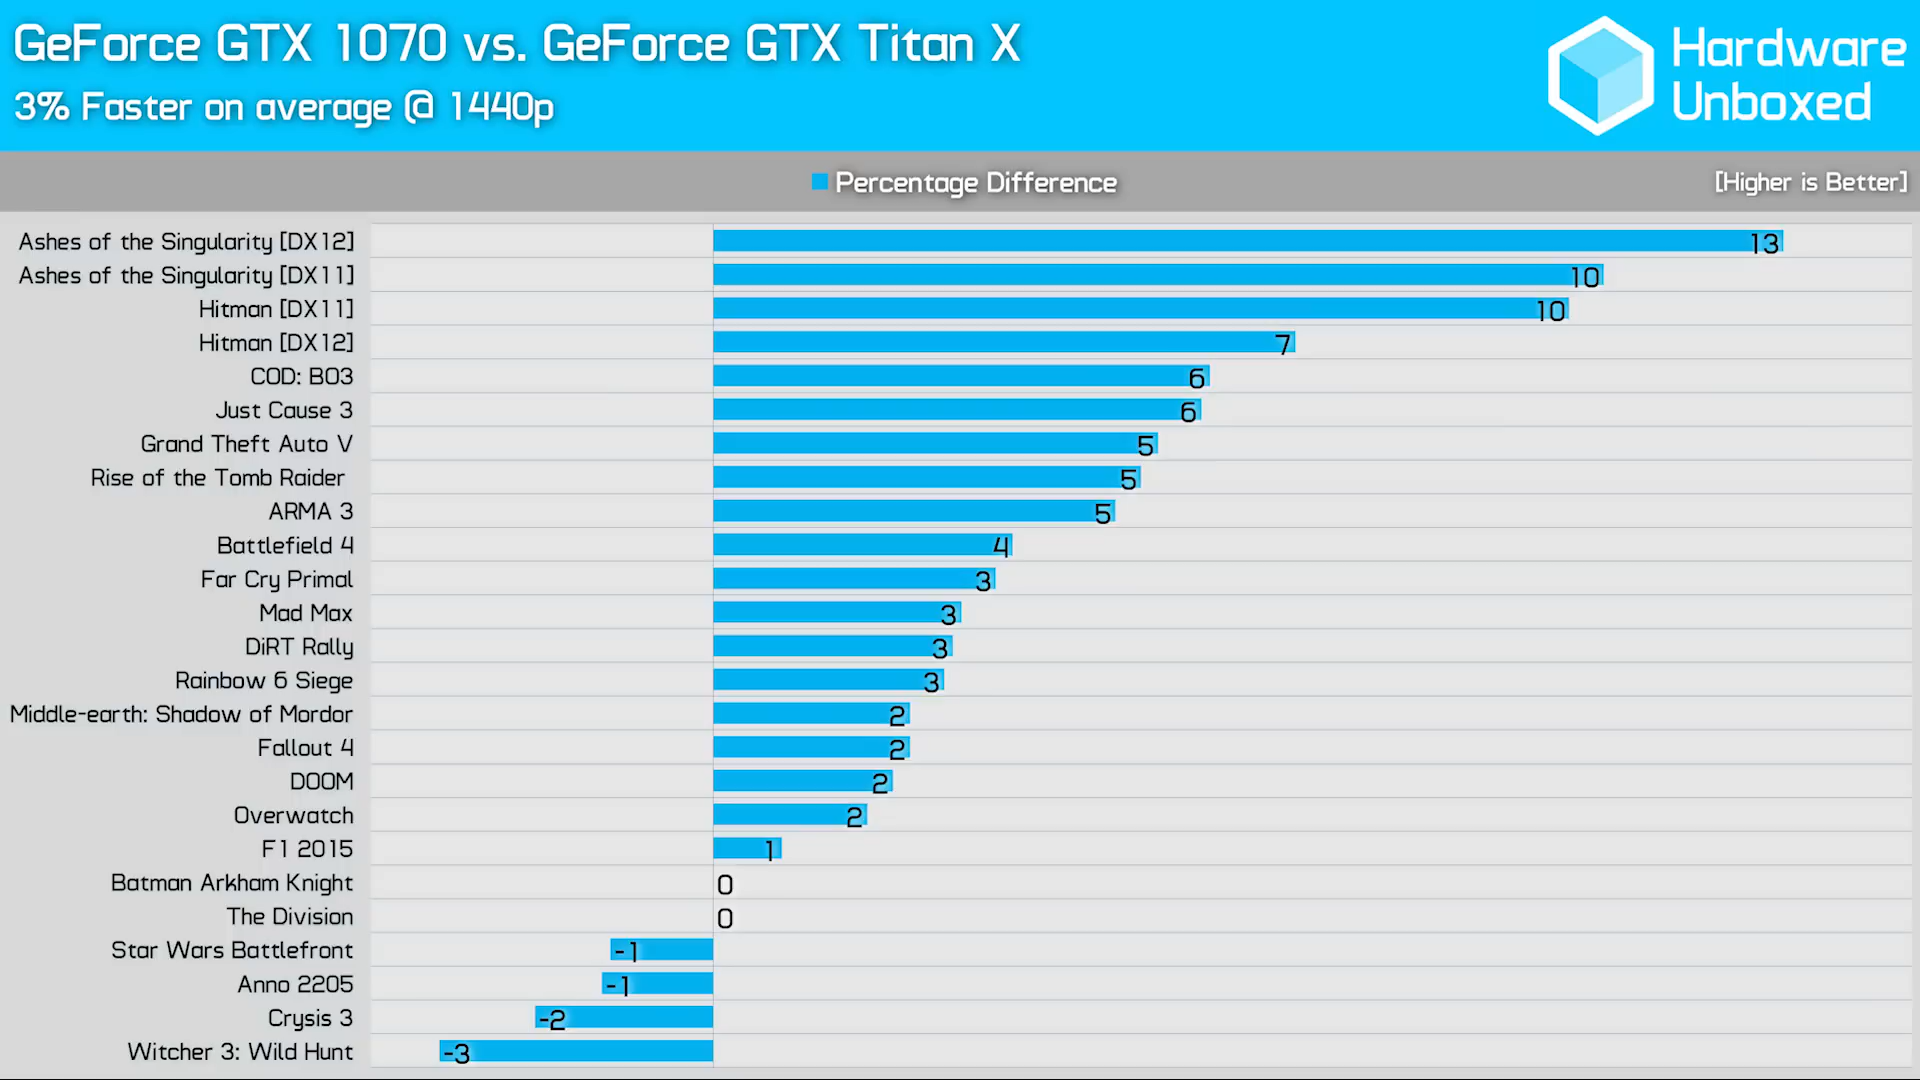 GeForce GTX 1070 vs. GeForce GTX Titan X
3% Faster on average @ 1440p
Hardware
Unboxed
Percentage Difference
[Higher is Better]
Ashes of the Singularity [DX12] 13
Ashes of the Singularity [DX11] 10
Hitman [DX11] 10
Hitman [DX12] 7
COD: BO3 6
Just Cause 3 6
Grand Theft Auto V 5
Rise of the Tomb Raider 5
ARMA 3 5
Battlefield 4 4
Far Cry Primal 3
Mad Max 3
DiRT Rally 3
Rainbow 6 Siege 3
Middle-earth: Shadow of Mordor 2
Fallout 4 2
DOOM 2
Overwatch 2
F1 2015 1
Batman Arkham Knight 0
The Division 0
Star Wars Battlefront -1
Anno 2205 -1
Crysis 3 -2
Witcher 3: Wild Hunt -3